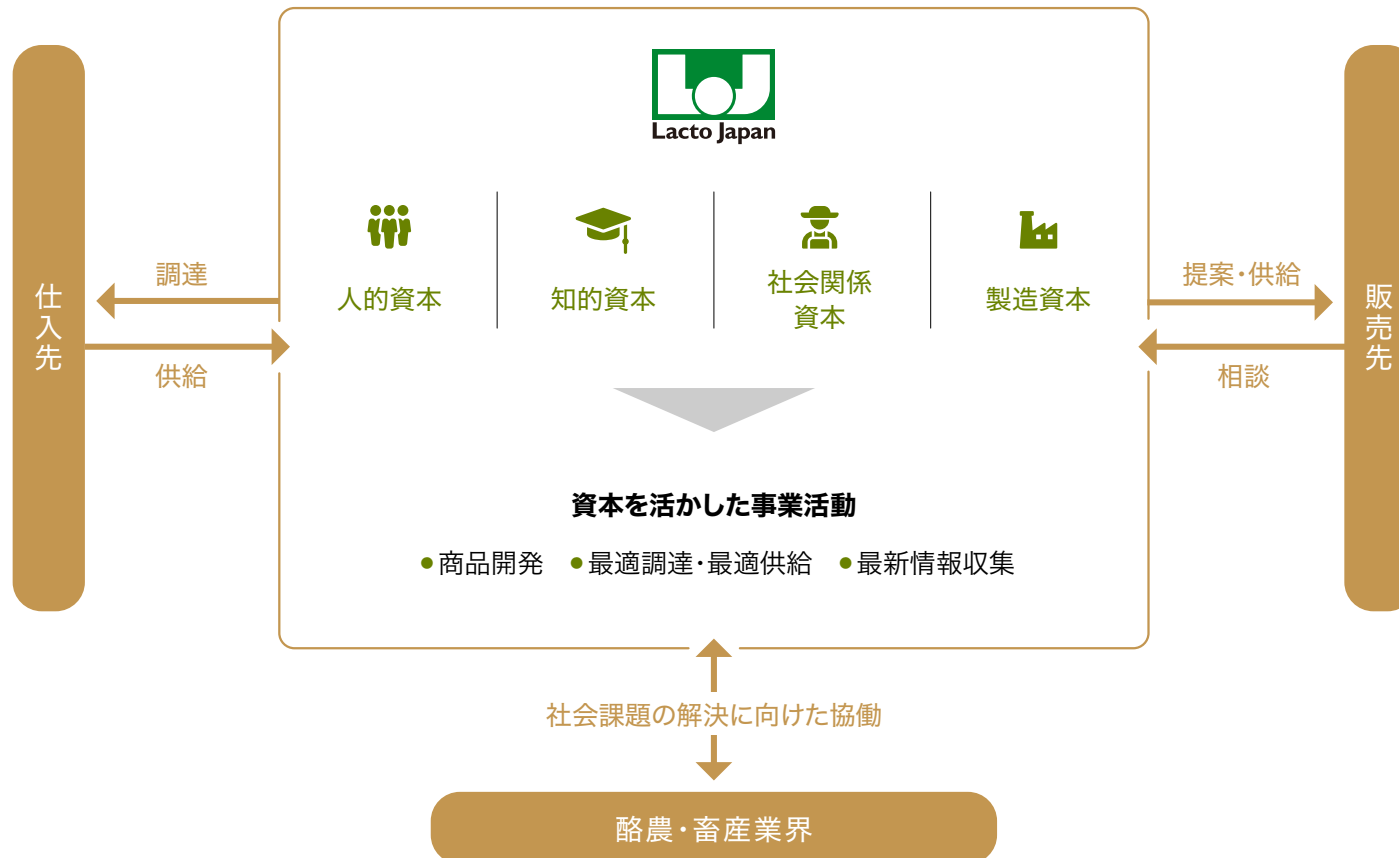 Lacto Japan
人的資本
知的資本
社会関係
資本
製造資本
仕入先
調達
供給
提案・供給
相談
販売先
資本を活かした事業活動
●商品開発 ●最適調達・最適供給 ●最新情報収集
社会課題の解決に向けた協働
酪農・畜産業界